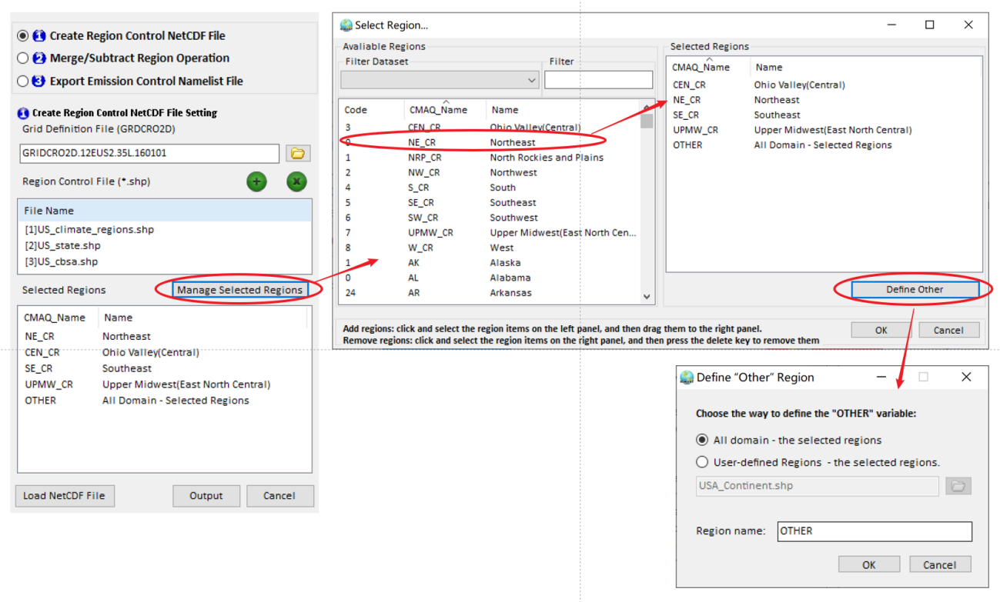 Create Region Control NetCDF File
Merge/Subtract Region Operation
Export Emission Control Namelist File
Create Region Control NetCDF File Setting
Grid Definition File (GRDCRO2D)
GRIDCRO2D.12EUS2.35L.160101
Region Control File (*.shp)
File Name
[1]US_climate_regions.shp
[2]US_state.shp
[3]US_cbsa.shp
Selected Regions
Manage Selected Regions
CMAQ_Name Name
NE_CR Northeast
CEN_CR Ohio Valley(Central)
SE_CR Southeast
UPMW_CR Upper Midwest(East North Central)
OTHER All Domain - Selected Regions
Load NetCDF File Output Cancel
Select Region...
Avaliable Regions
Filter Dataset Filter
Code CMAQ_Name Name
3 CEN_CR Ohio Valley(Central)
NE_CR Northeast
1 NRP_CR North Rockies and Plains
2 NW_CR Northwest
4 S_CR South
5 SE_CR Southeast
6 SW_CR Southwest
7 UPMW_CR Upper Midwest(East North Cen...
8 W_CR West
1 AK Alaska
0 AL Alabama
24 AR Arkansas
Selected Regions
CMAQ_Name Name
CEN_CR Ohio Valley(Central)
NE_CR Northeast
SE_CR Southeast
UPMW_CR Upper Midwest(East North Central)
OTHER All Domain - Selected Regions
Define Other
Add regions: click and select the region items on the left panel, and then drag them to the right panel.
Remove regions: click and select the region items on the right panel, and then press the delete key to remove them
OK Cancel
Define "Other" Region
Choose the way to define the "OTHER" variable:
All domain - the selected regions
User-defined Regions - the selected regions.
USA_Continent.shp
Region name: OTHER
OK Cancel